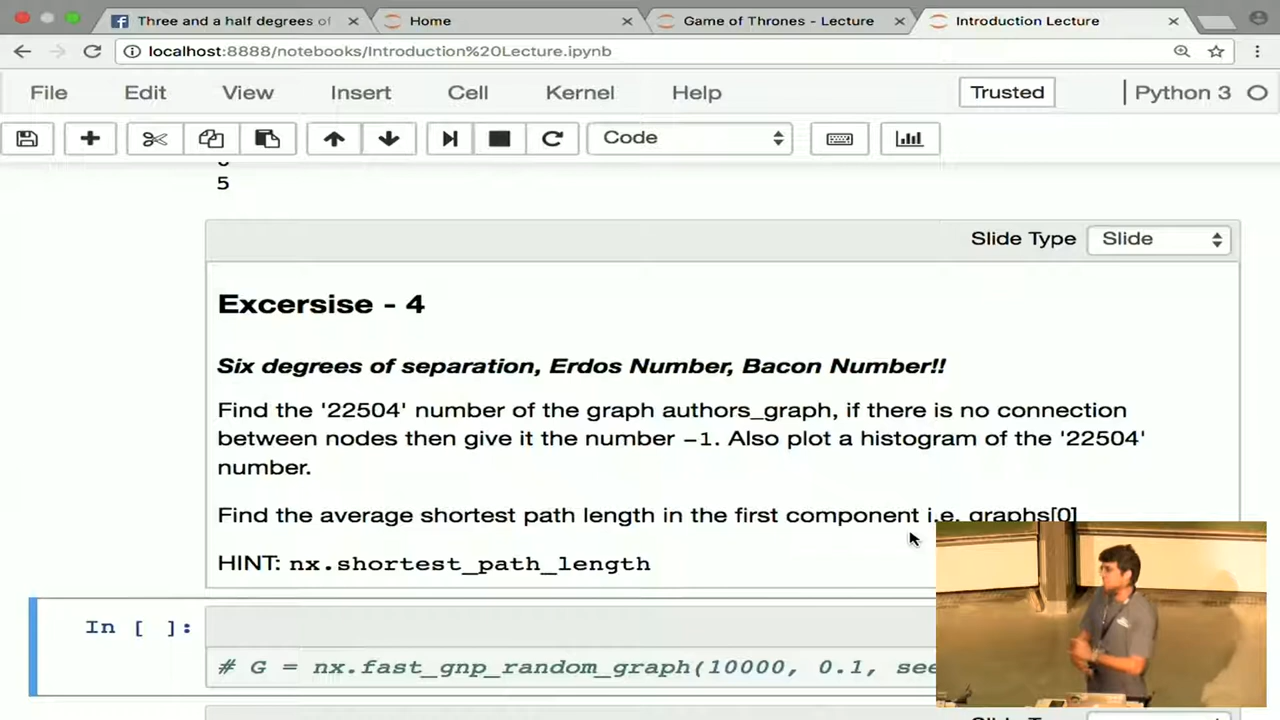 Three and a half degrees of
Home
Game of Thrones - Lecture
Introduction Lecture
localhost:8888/notebooks/Introduction%20Lecture.ipynb
File Edit View Insert Cell Kernel Help Trusted Python 3
Code
5
Slide Type Slide
Excersise - 4
Six degrees of separation, Erdos Number, Bacon Number!!
Find the '22504' number of the graph authors_graph, if there is no connection
between nodes then give it the number -1. Also plot a histogram of the '22504'
number.
Find the average shortest path length in the first component i.e. graphs[0]
HINT: nx.shortest_path_length
In [ ]:
# G = nx.fast_gnp_random_graph(10000, 0.1, see